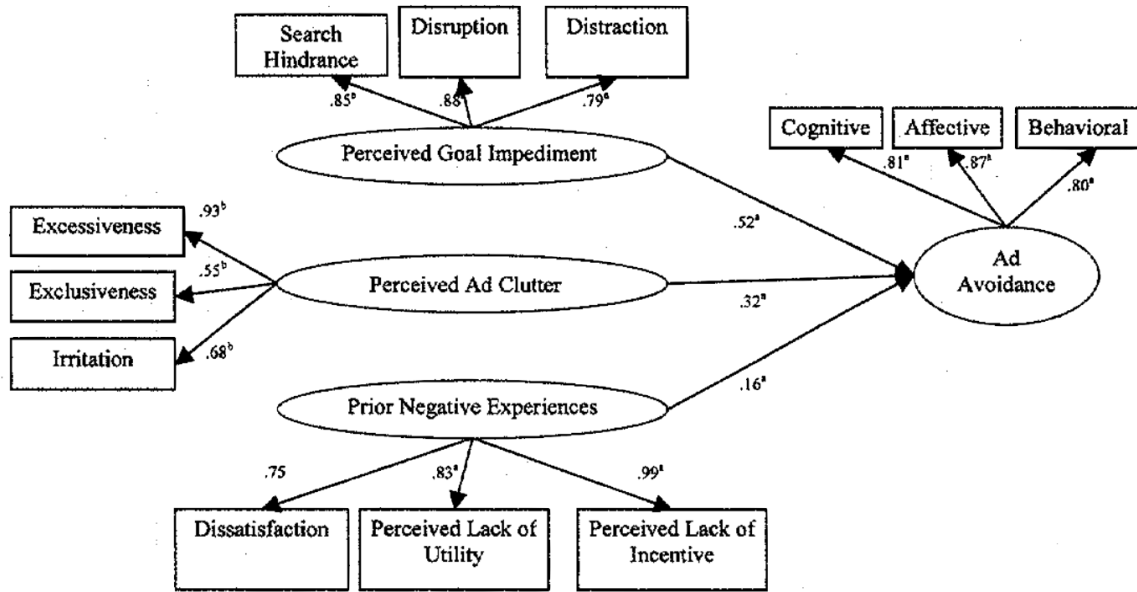 Search
Hindrance
Disruption
Distraction
.85ᵇ
.88ᵃ
.79ᵃ
Perceived Goal Impediment
Cognitive
Affective
Behavioral
.81ᵃ
.87ᵃ
.80ᵃ
.52ᵃ
Excessiveness
.93ᵇ
Exclusiveness
.55ᵇ
Irritation
.68ᵇ
Perceived Ad Clutter
.32ᵃ
Ad
Avoidance
Prior Negative Experiences
.16ᵃ
.75
.83ᵃ
.99ᵃ
Dissatisfaction
Perceived Lack of
Utility
Perceived Lack of
Incentive